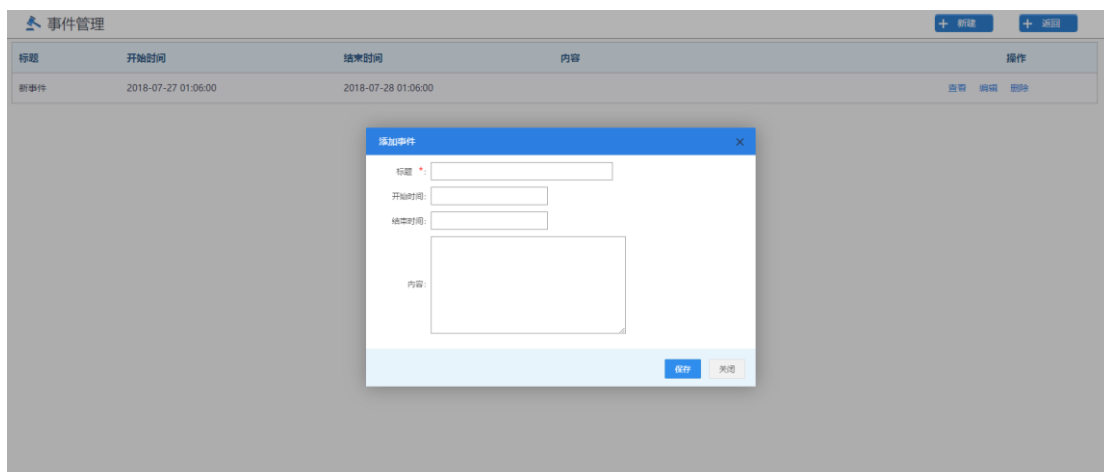 事件管理
+ 新建 + 返回
标题 开始时间 结束时间 内容 操作
新事件 2018-07-27 01:06:00 2018-07-28 01:06:00 查看 编辑 删除
添加事件 ×
标题 *:
开始时间:
结束时间:
内容:
保存 关闭